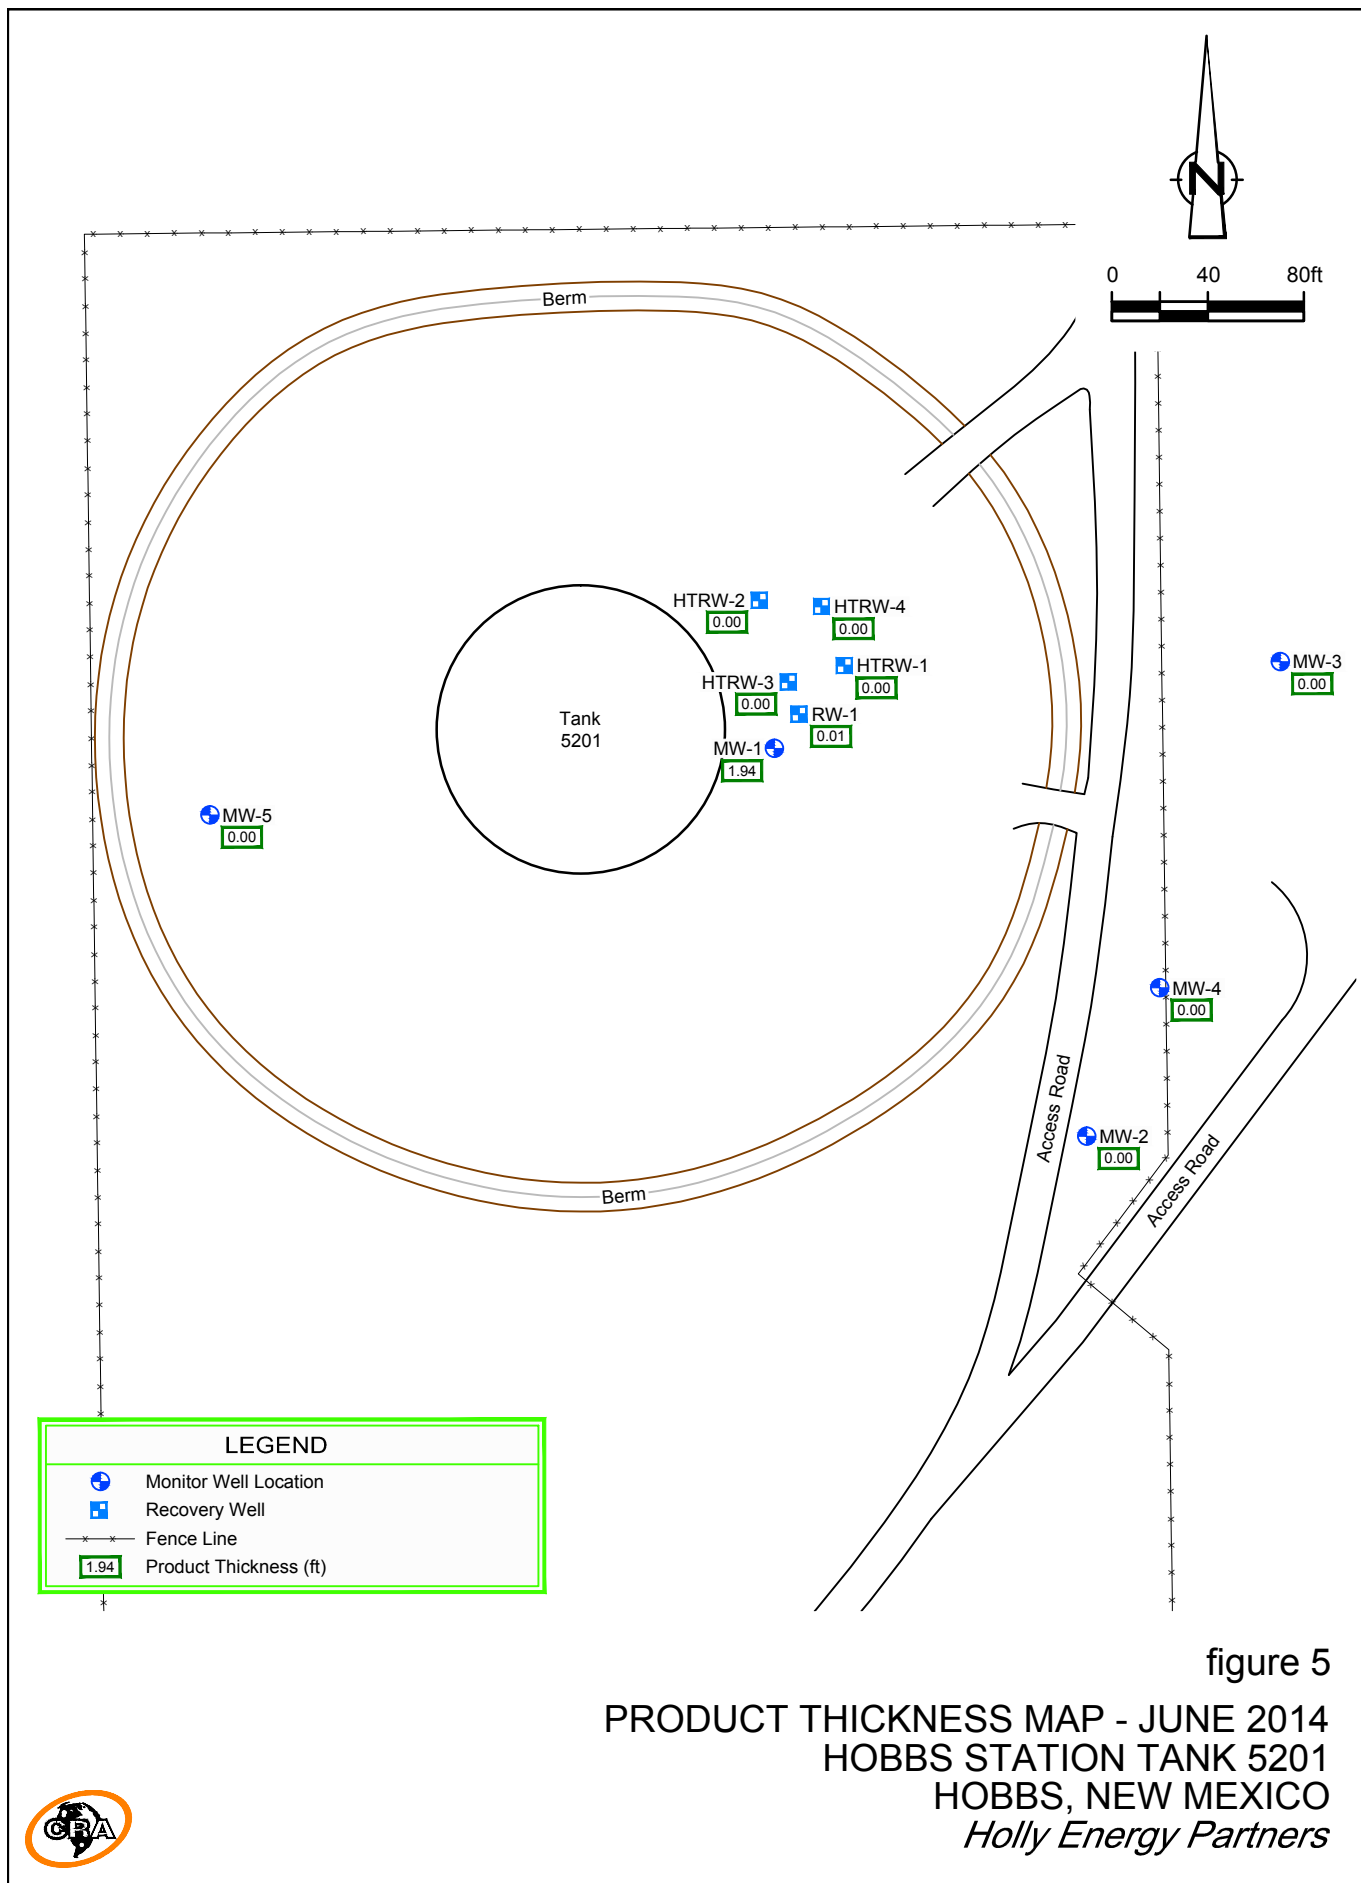 N
0 40 80ft
Berm
HTRW-2
0.00
HTRW-4
0.00
HTRW-1
0.00
HTRW-3
0.00
RW-1
0.01
MW-1
1.94
Tank
5201
MW-3
0.00
MW-5
0.00
MW-4
0.00
MW-2
0.00
Access Road
Access Road
Berm
LEGEND
Monitor Well Location
Recovery Well
Fence Line
1.94 Product Thickness (ft)
figure 5
PRODUCT THICKNESS MAP - JUNE 2014
HOBBS STATION TANK 5201
HOBBS, NEW MEXICO
Holly Energy Partners
CRA